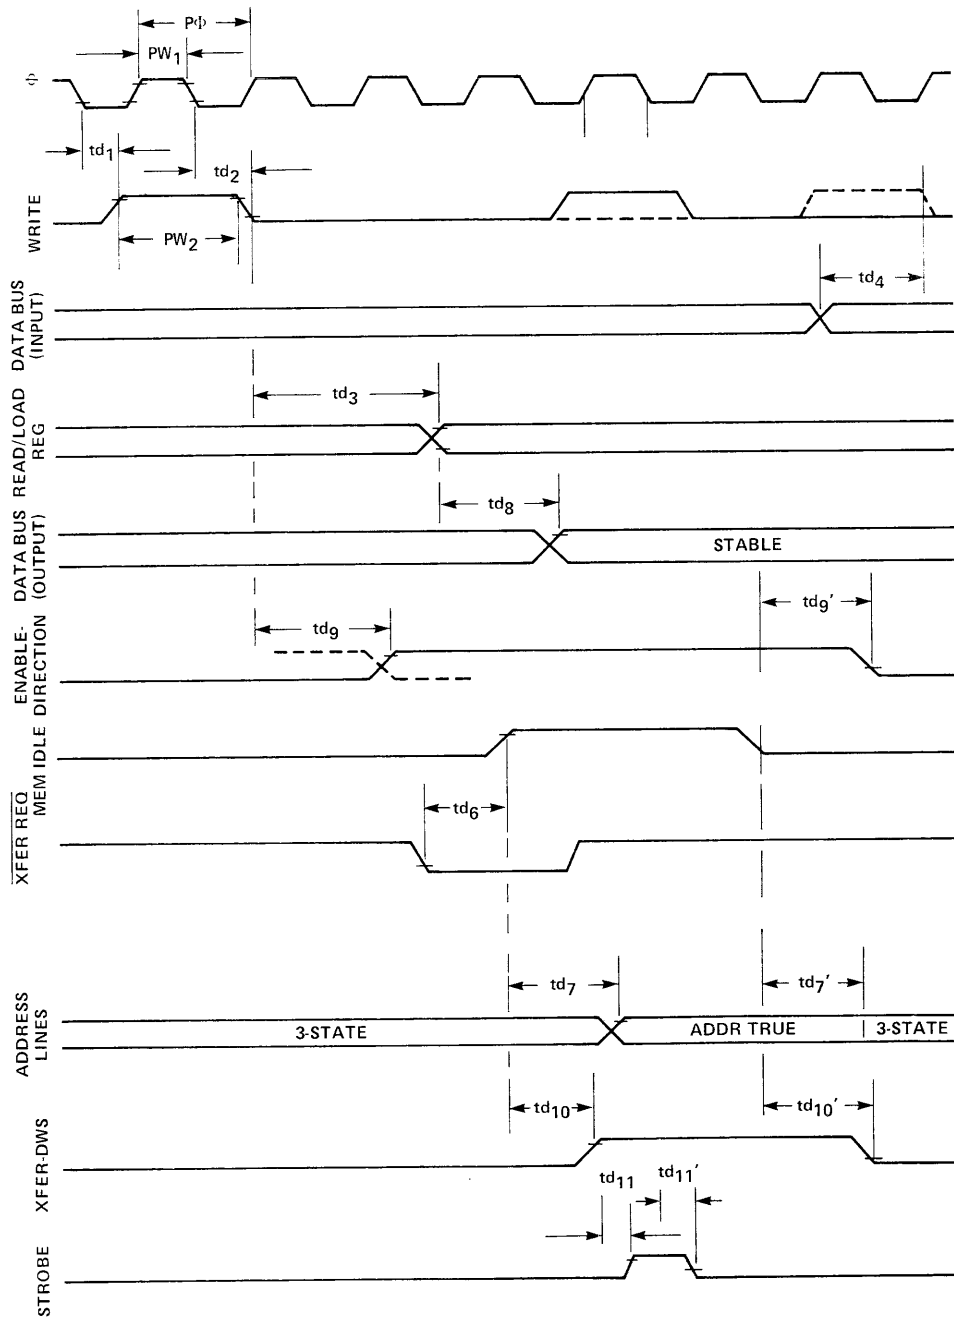 PΦ
PW1
Φ
td1
td2
WRITE
PW2
td4
DATA BUS
(INPUT)
td3
READ/LOAD
REG
td8
DATA BUS
(OUTPUT)
STABLE
td9'
td9
ENABLE-
DIRECTION
MEM IDLE
td6
XFER REQ
td7
td7'
ADDRESS
LINES
3-STATE
ADDR TRUE
3-STATE
td10
td10'
XFER-DWS
td11
td11'
STROBE